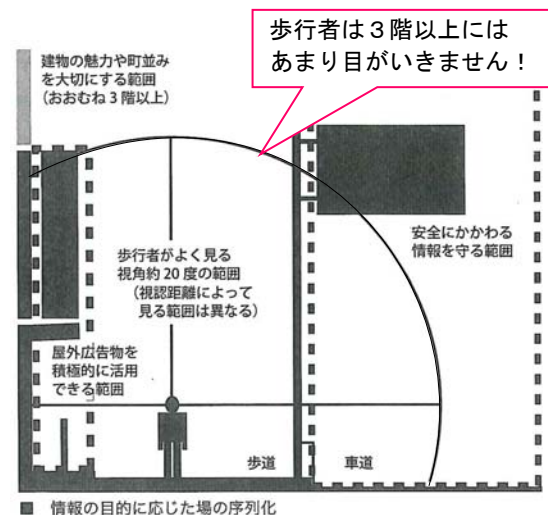 歩行者は３階以上には
あまり目がいきません！
建物の魅力や町並み
を大切にする範囲
（おおむね3階以上）
安全にかかわる
情報を守る範囲
歩行者がよく見る
視角約20度の範囲
（視認距離によって
見る範囲は異なる）
屋外広告物を
積極的に活用
できる範囲
歩道
車道
■ 情報の目的に応じた場の序列化